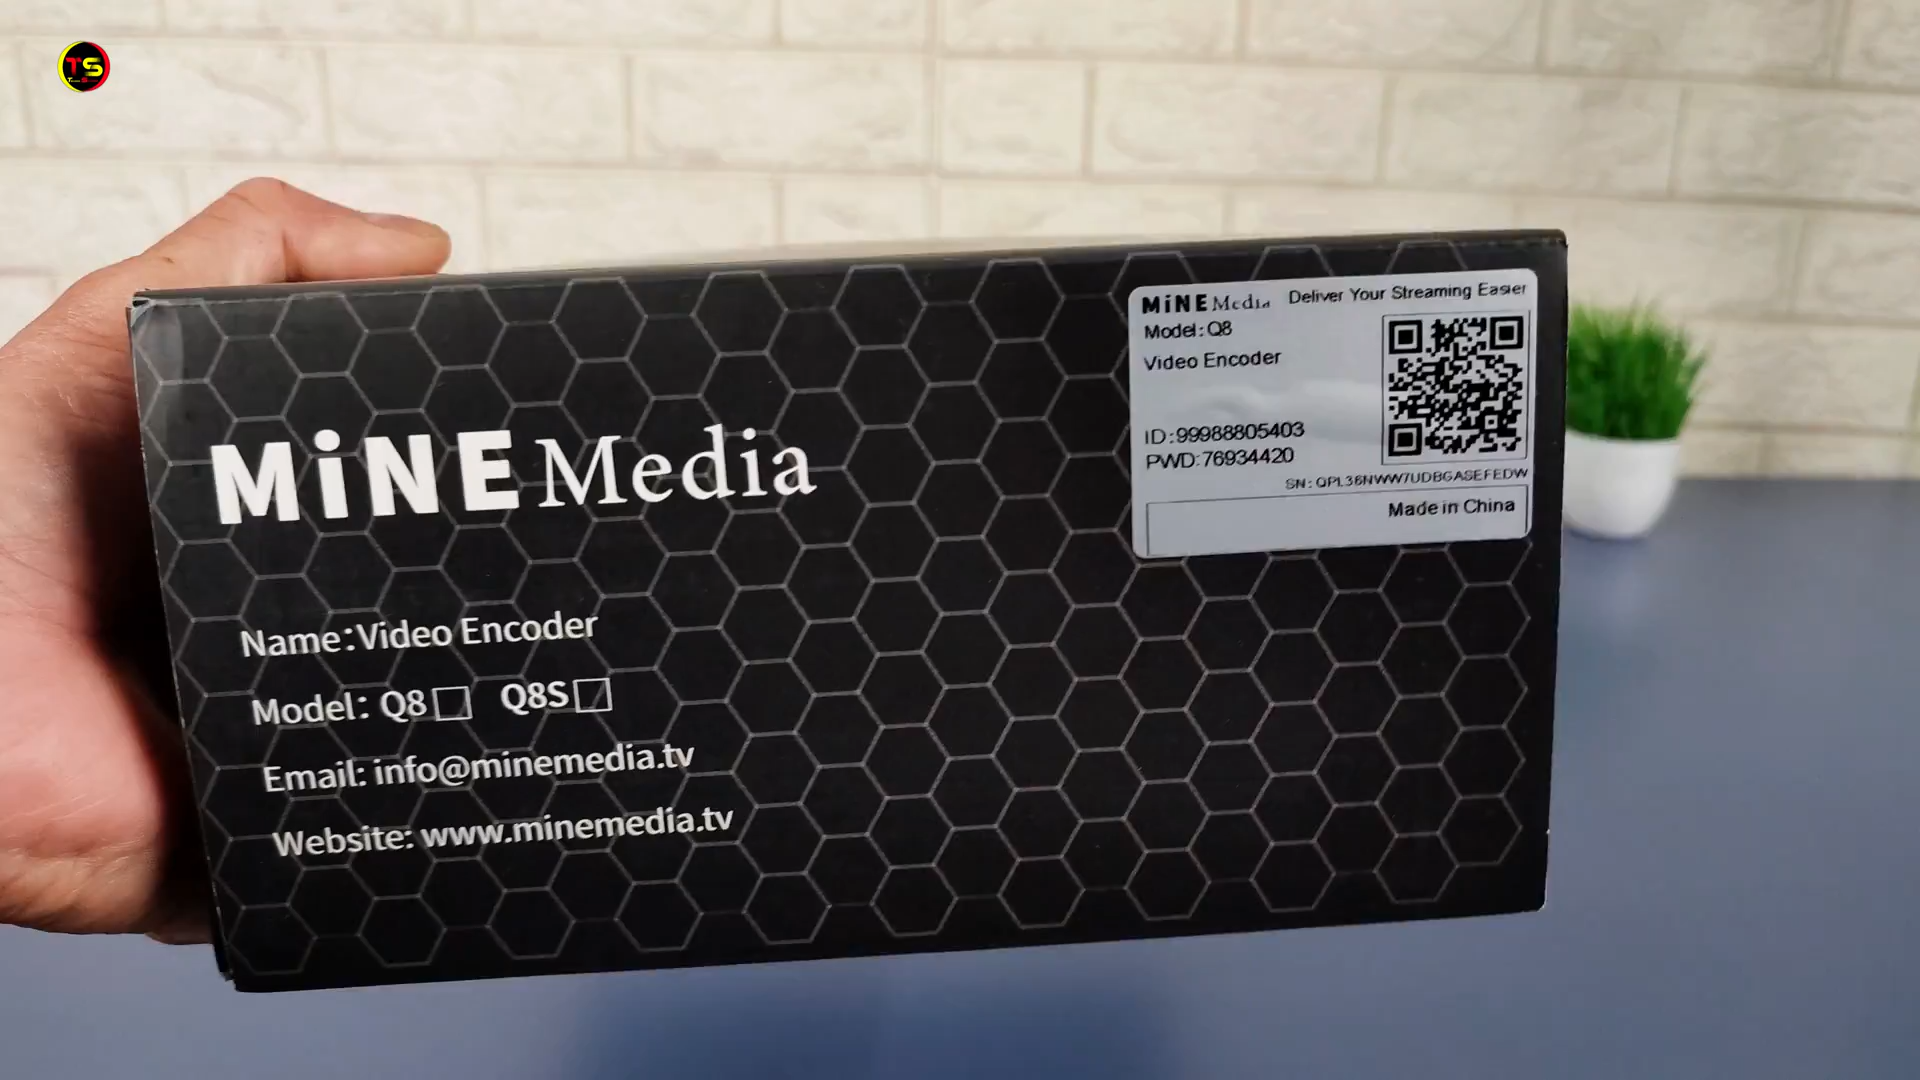 TS
MiNE Media
Name:Video Encoder
Model: Q8□ Q8S□
Email: info@minemedia.tv
Website: www.minemedia.tv
MiNE Media Deliver Your Streaming Easier
Model:Q8
Video Encoder
ID:99988805403
PWD:76934420
SN:QPL36NWW7UDBGASEFEDW
Made in China